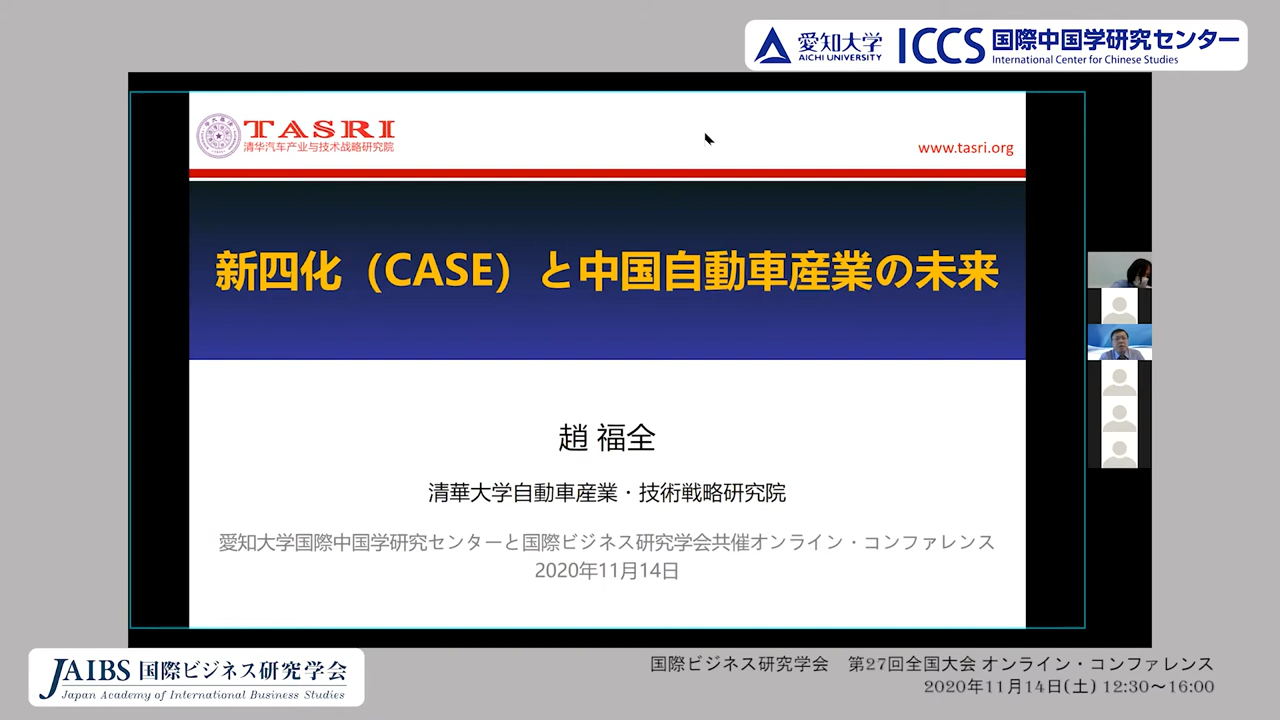 愛知大学
AICHI UNIVERSITY
ICCS 国際中国学研究センター
International Center for Chinese Studies
TASRI
清华汽车产业与技术战略研究院
www.tasri.org
新四化（CASE）と中国自動車産業の未来
趙 福全
清華大学自動車産業・技術戦略研究院
愛知大学国際中国学研究センターと国際ビジネス研究学会共催オンライン・コンファレンス
2020年11月14日
JAIBS 国際ビジネス研究学会
Japan Academy of International Business Studies
国際ビジネス研究学会　第27回全国大会 オンライン・コンファレンス
2020年11月14日(土) 12:30〜16:00